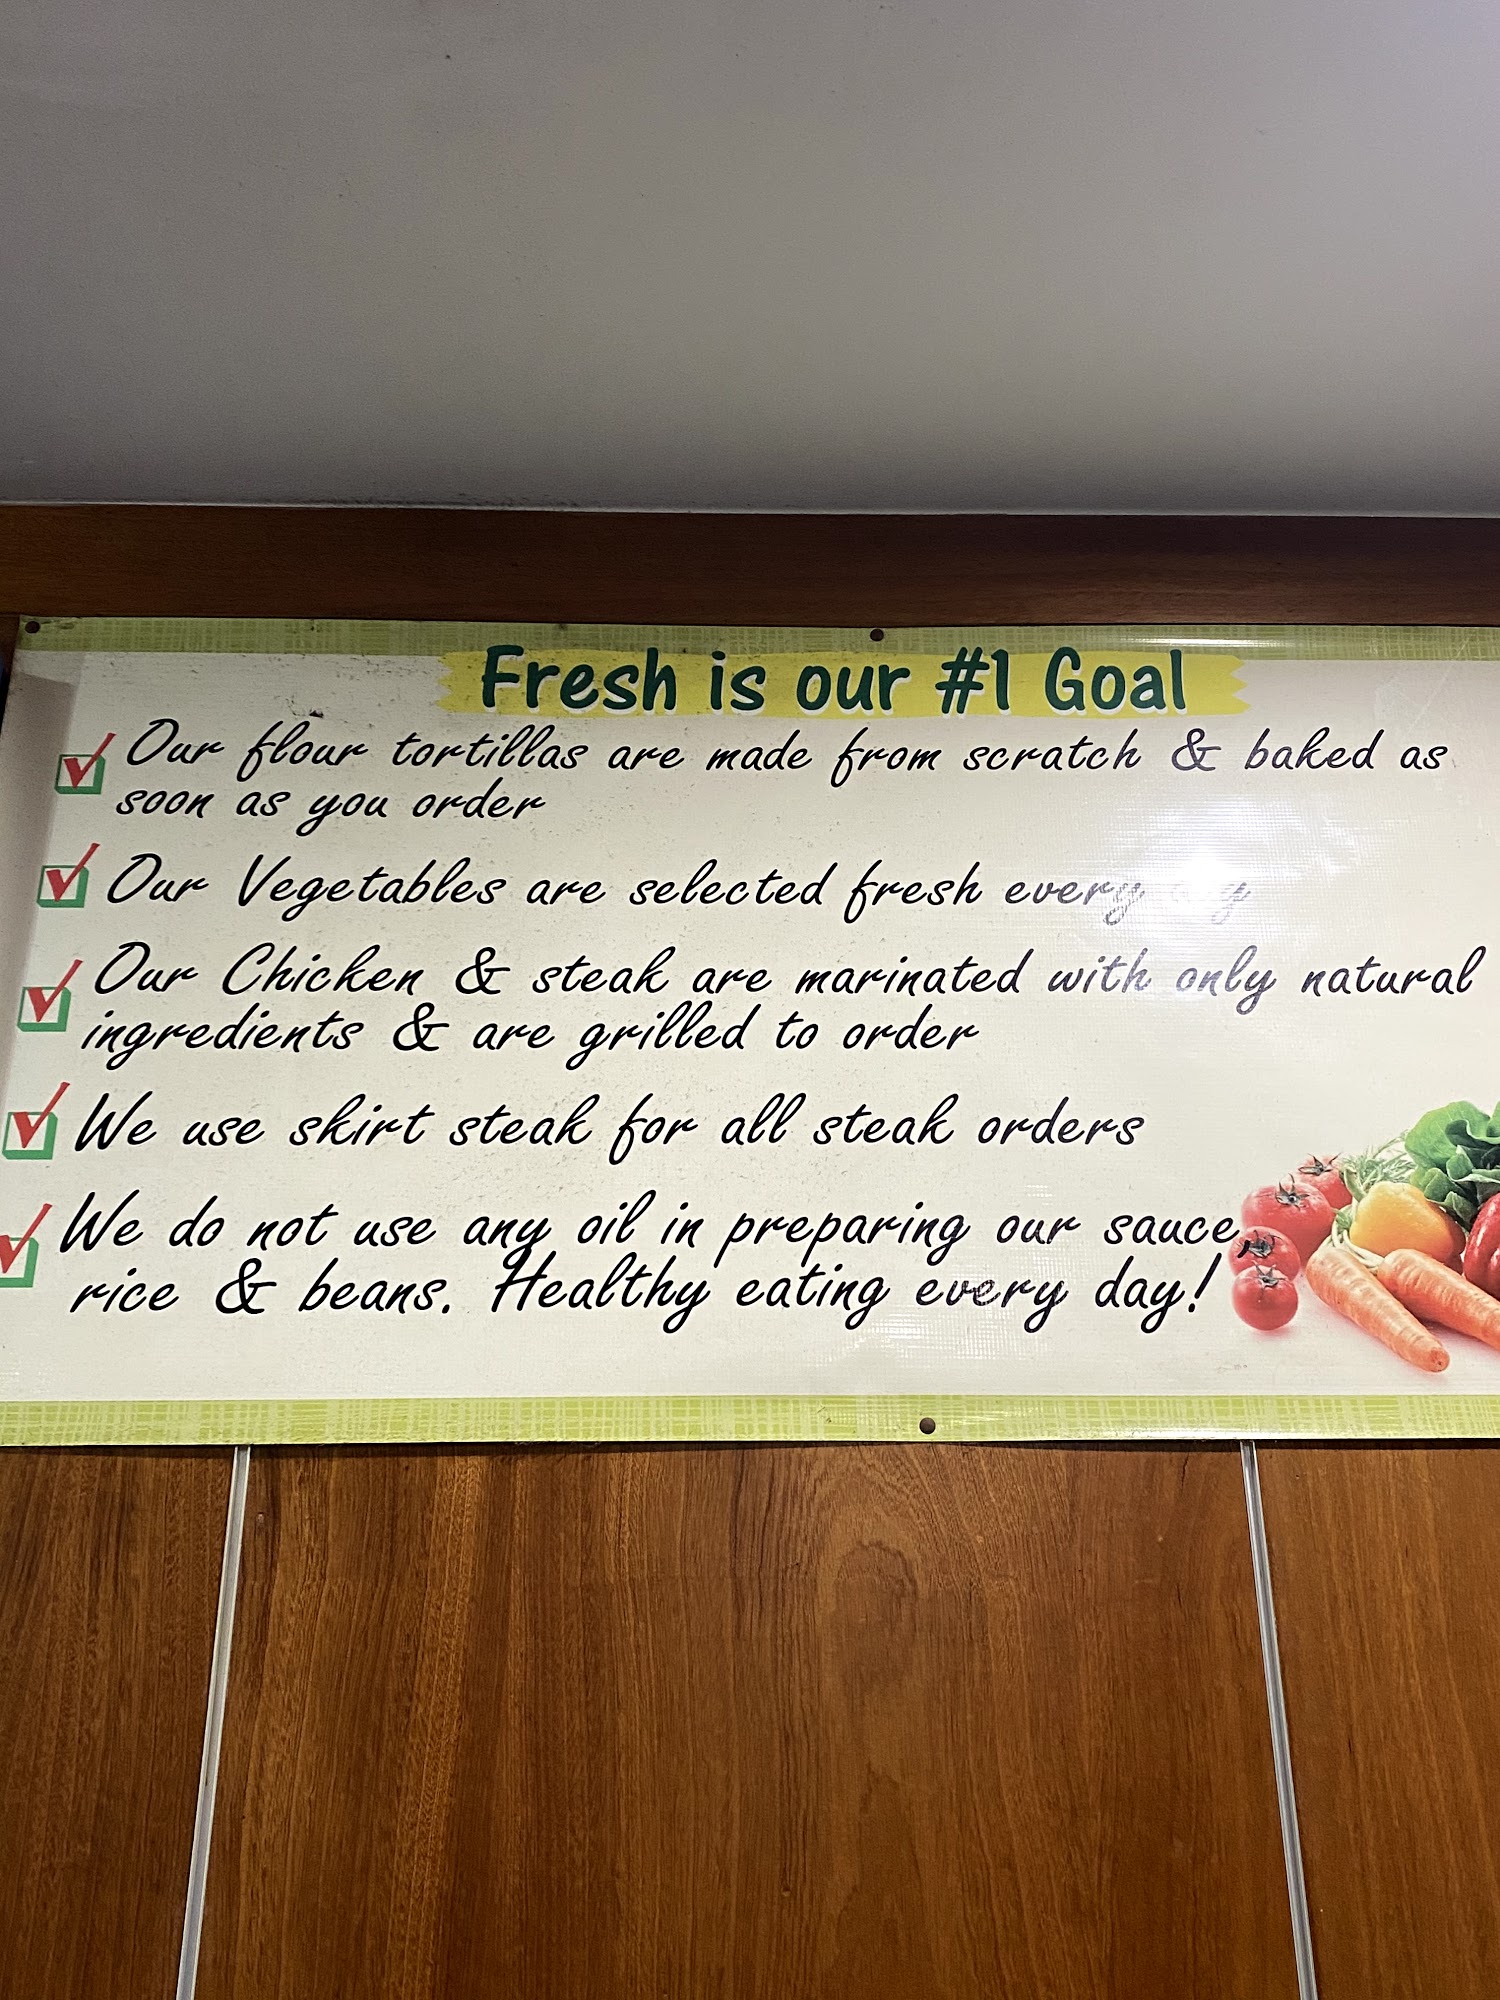 Fresh is our #1 Goal
Our flour tortillas are made from scratch & baked as
soon as you order
Our Vegetables are selected fresh every day
Our Chicken & steak are marinated with only natural
ingredients & are grilled to order
We use skirt steak for all steak orders
We do not use any oil in preparing our sauce,
rice & beans. Healthy eating every day!